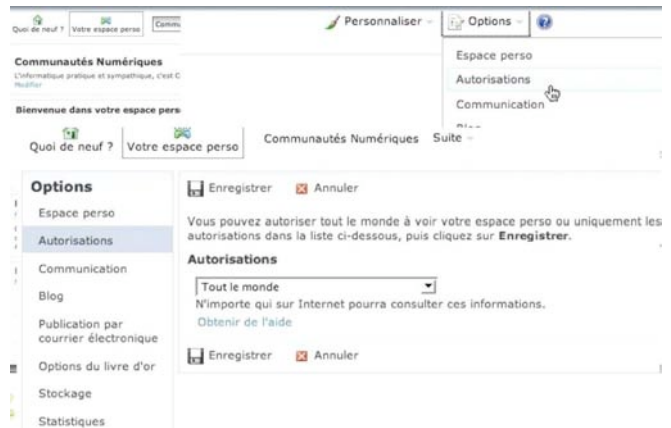 Quoi de neuf ? Votre espace perso Comm
Personnaliser Options
Communautés Numériques
L'informatique pratique et sympathique, c'est C
Modifier
Bienvenue dans votre espace pers
Espace perso
Autorisations
Communication
Blog
Quoi de neuf ? Votre espace perso Communautés Numériques Suite
Options
Espace perso
Autorisations
Communication
Blog
Publication par
courrier électronique
Options du livre d'or
Stockage
Statistiques
Enregistrer Annuler
Vous pouvez autoriser tout le monde à voir votre espace perso ou uniquement les
autorisations dans la liste ci-dessous, puis cliquez sur Enregistrer.
Autorisations
Tout le monde
N'importe qui sur Internet pourra consulter ces informations.
Obtenir de l'aide
Enregistrer Annuler